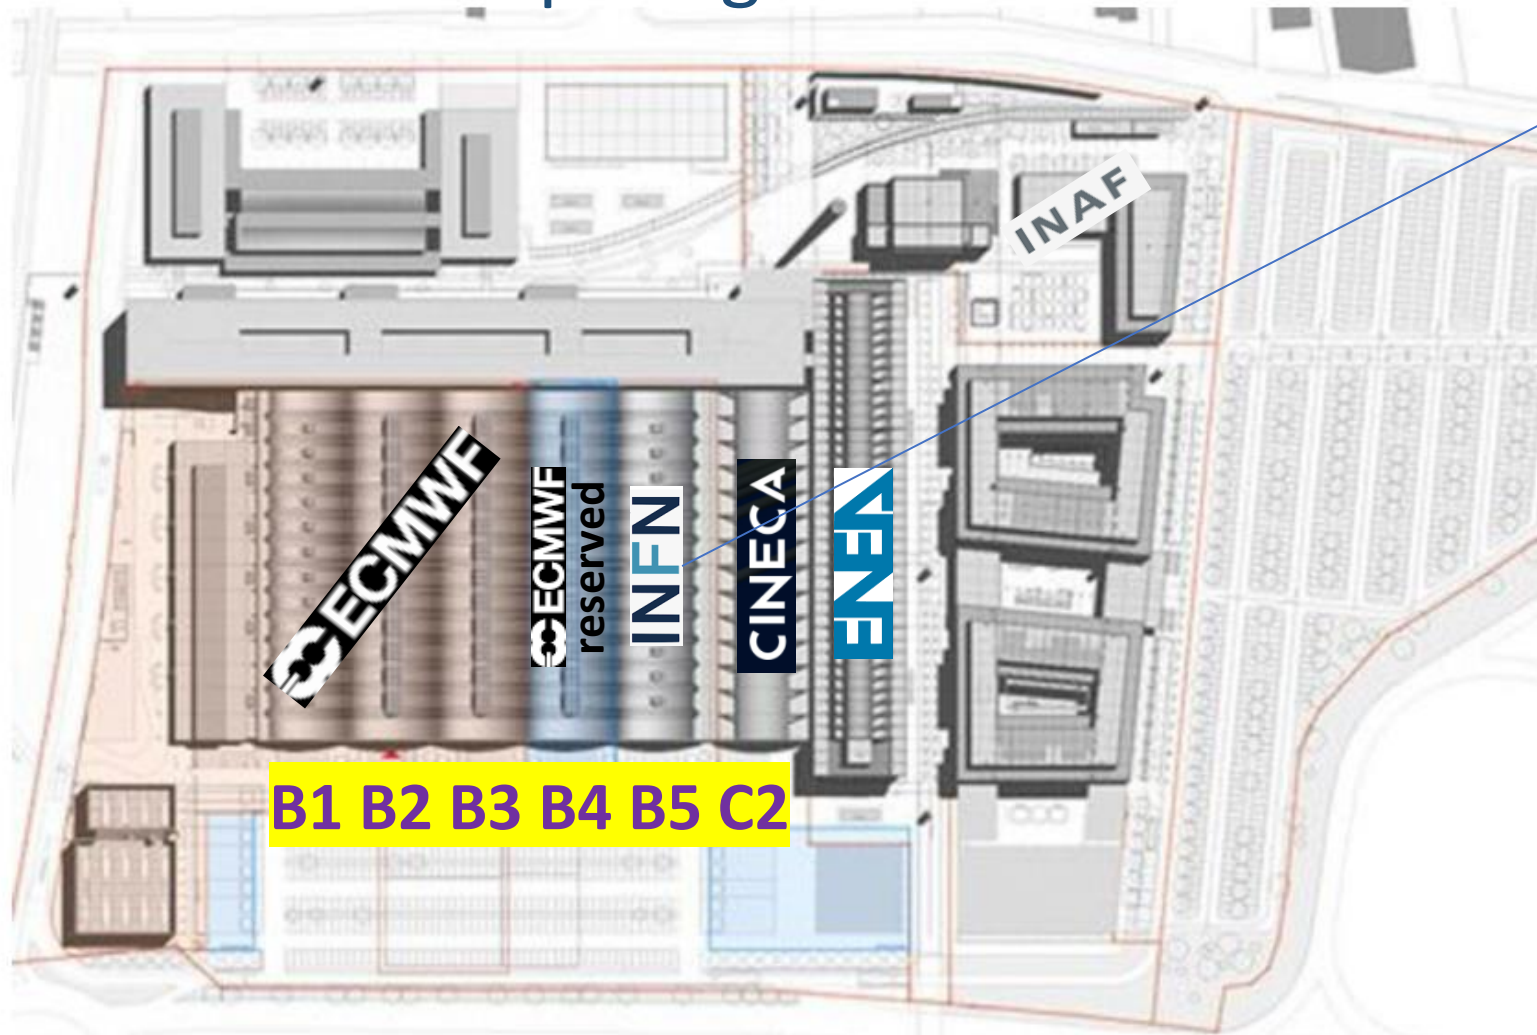 INAF
ECMWF
ECMWF
reserved
INFN
CINECA
ENEA
B1 B2 B3 B4 B5 C2